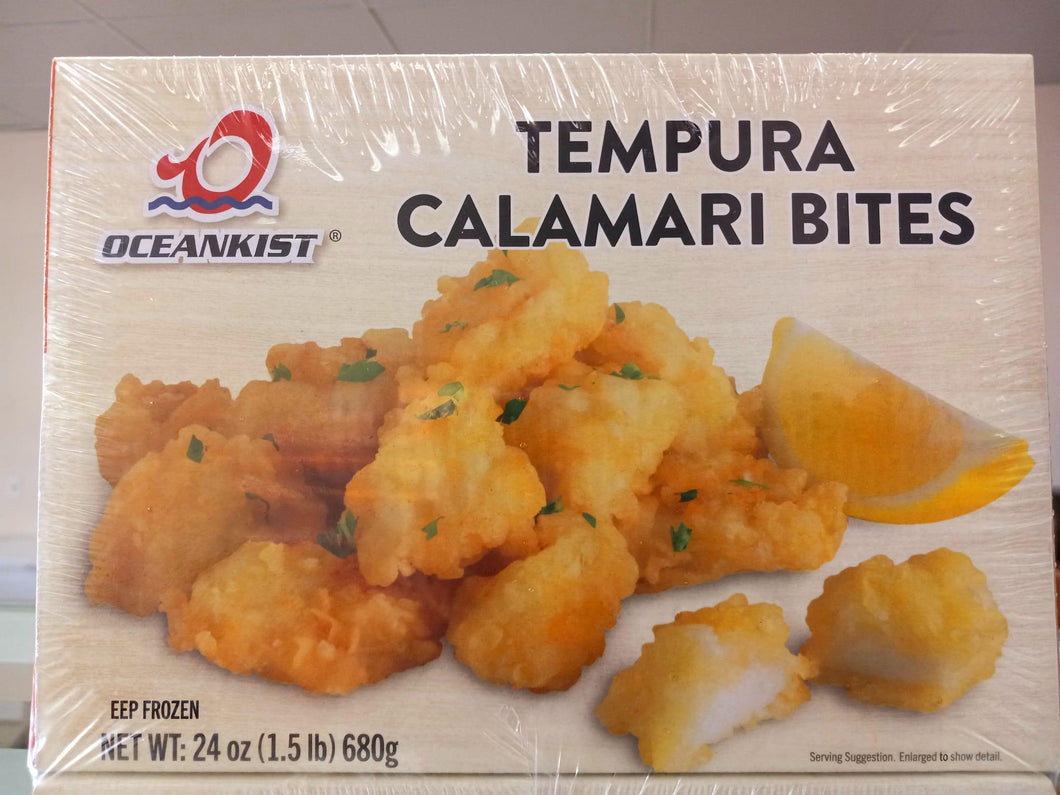 TEMPURA
CALAMARI BITES
OCEANKIST®
EEP FROZEN
NET WT: 24 oz (1.5 lb) 680g
Serving Suggestion. Enlarged to show detail.